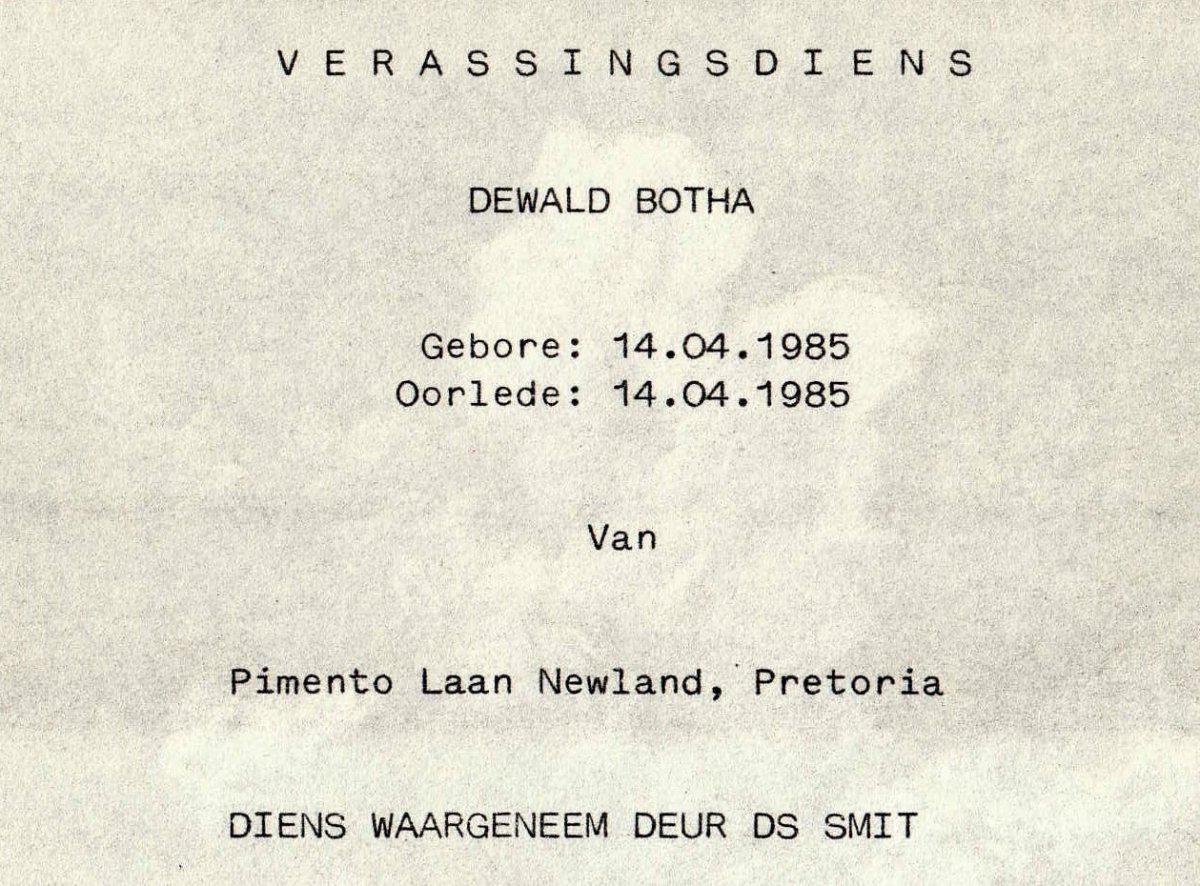 VERASSINGSDIENS
DEWALD BOTHA
Gebore: 14.04.1985
Oorlede: 14.04.1985
Van
Pimento Laan Newland, Pretoria
DIENS WAARGENEEM DEUR DS SMIT